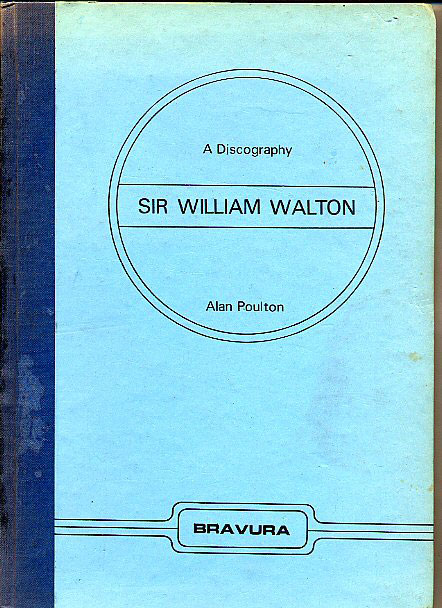 A Discography
SIR WILLIAM WALTON
Alan Poulton
BRAVURA